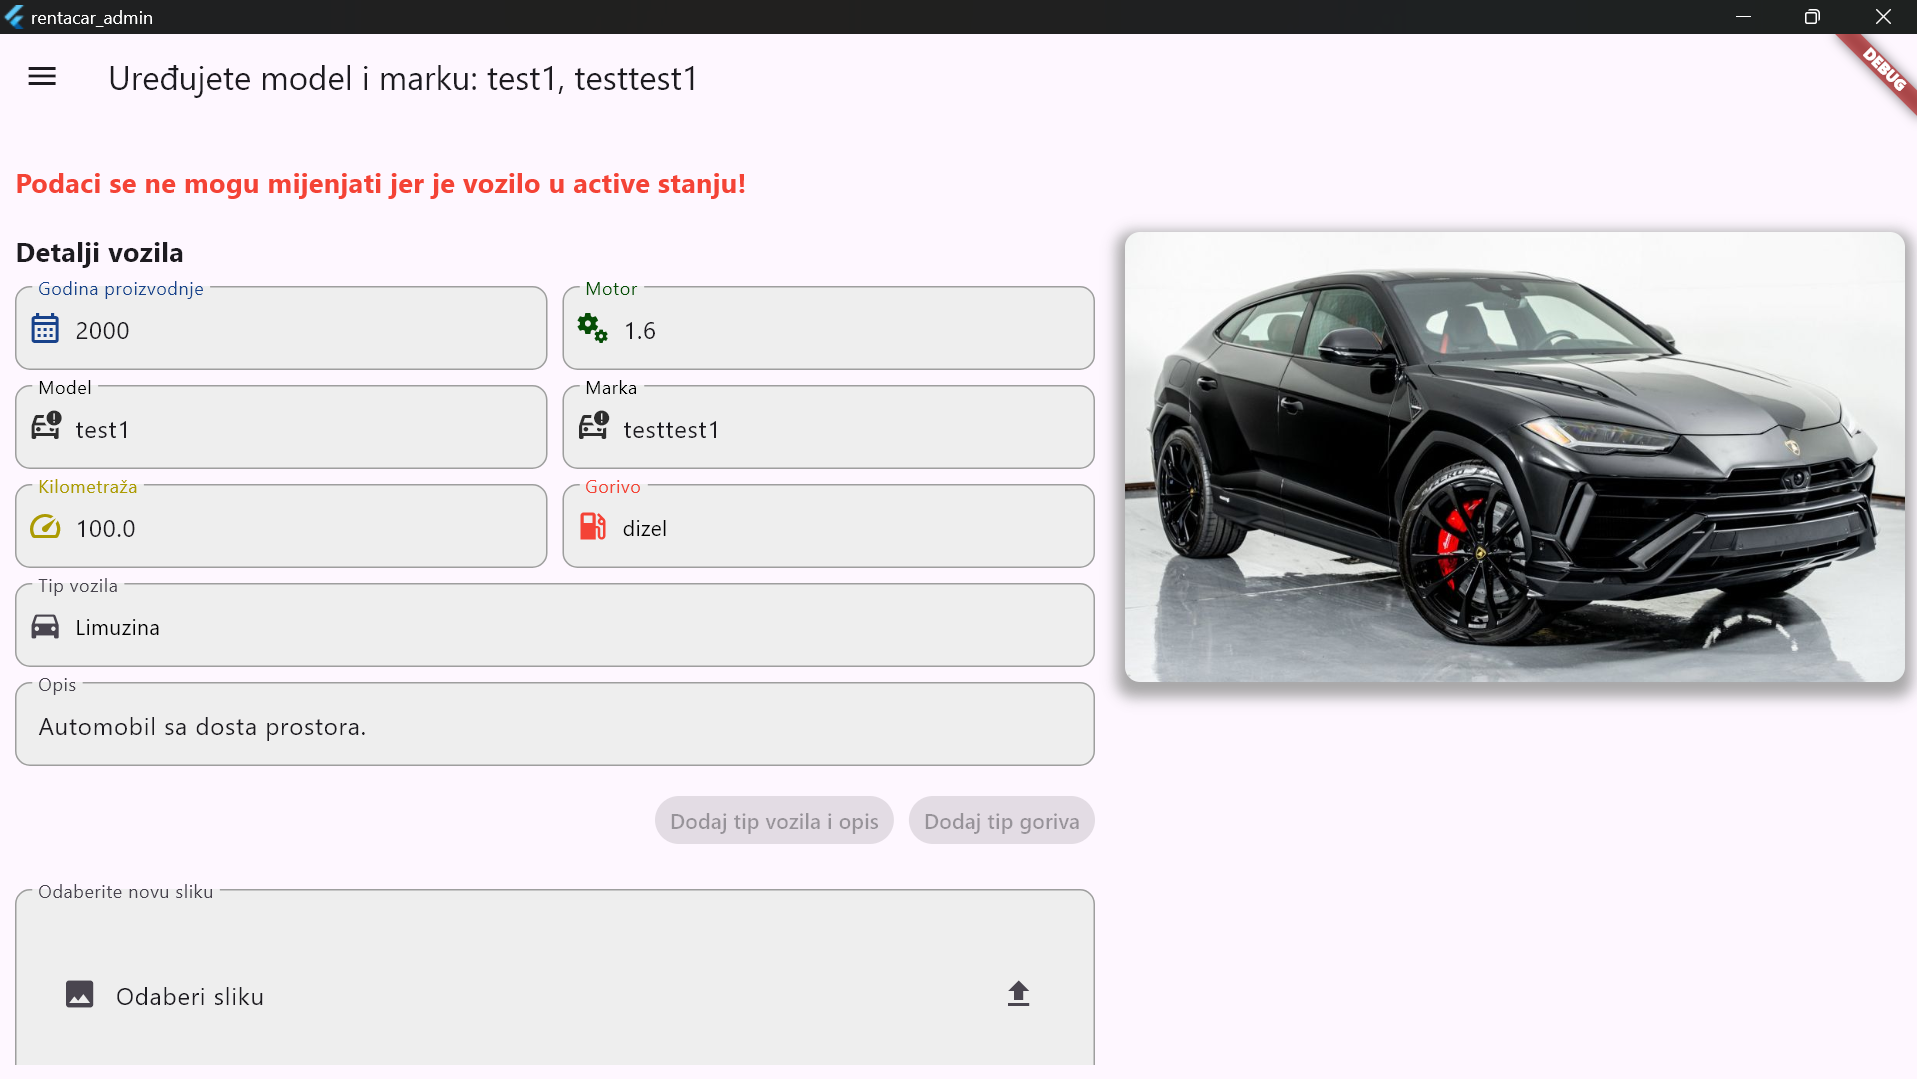 rentacar_admin
DEBUG
Uređujete model i marku: test1, testtest1
Podaci se ne mogu mijenjati jer je vozilo u active stanju!
Detalji vozila
Godina proizvodnje
2000
Motor
1.6
Model
test1
Marka
testtest1
Kilometraža
100.0
Gorivo
dizel
Tip vozila
Limuzina
Opis
Automobil sa dosta prostora.
Dodaj tip vozila i opis
Dodaj tip goriva
Odaberite novu sliku
Odaberi sliku